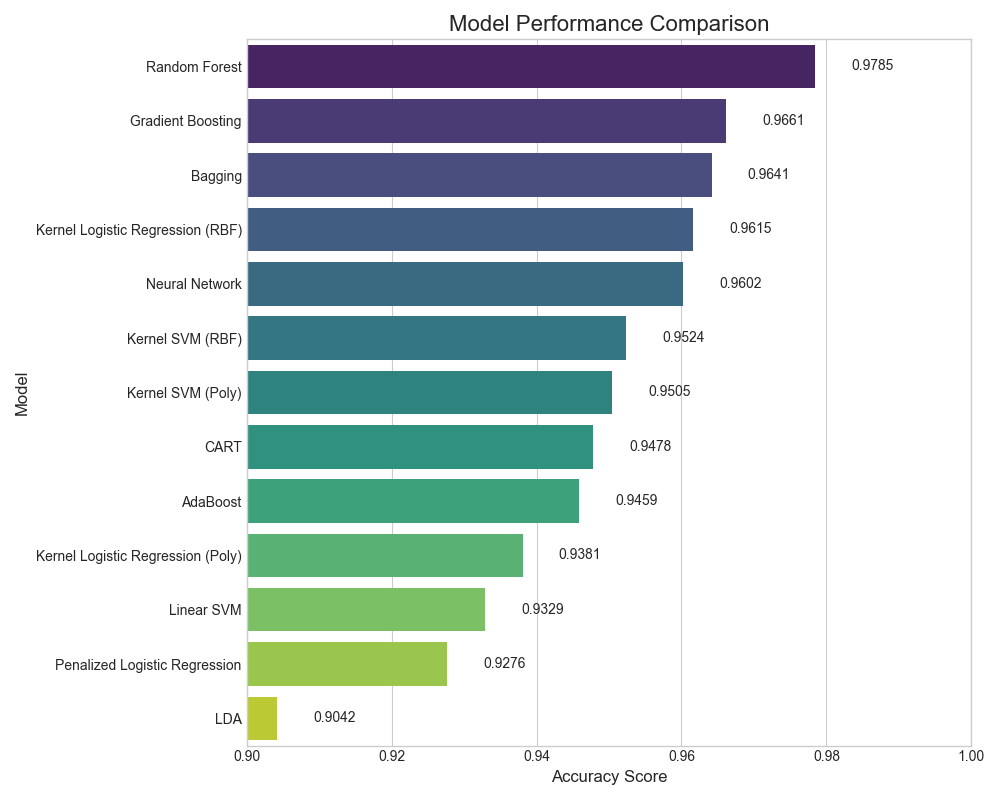 Model Performance Comparison
Random Forest 0.9785
Gradient Boosting 0.9661
Bagging 0.9641
Kernel Logistic Regression (RBF) 0.9615
Neural Network 0.9602
Kernel SVM (RBF) 0.9524
Kernel SVM (Poly) 0.9505
CART 0.9478
AdaBoost 0.9459
Kernel Logistic Regression (Poly) 0.9381
Linear SVM 0.9329
Penalized Logistic Regression 0.9276
LDA 0.9042
Model
0.90 0.92 0.94 0.96 0.98 1.00
Accuracy Score